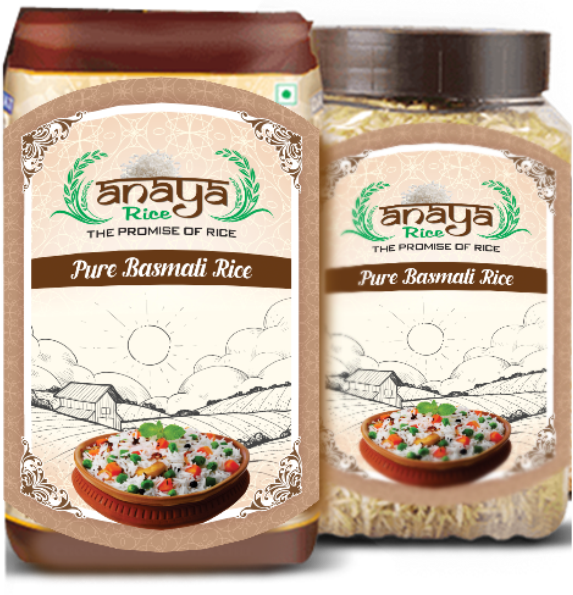 anaya
Rice
THE PROMISE OF RICE
Pure Basmati Rice
anaya
Rice
THE PROMISE OF RICE
Pure Basmati Rice